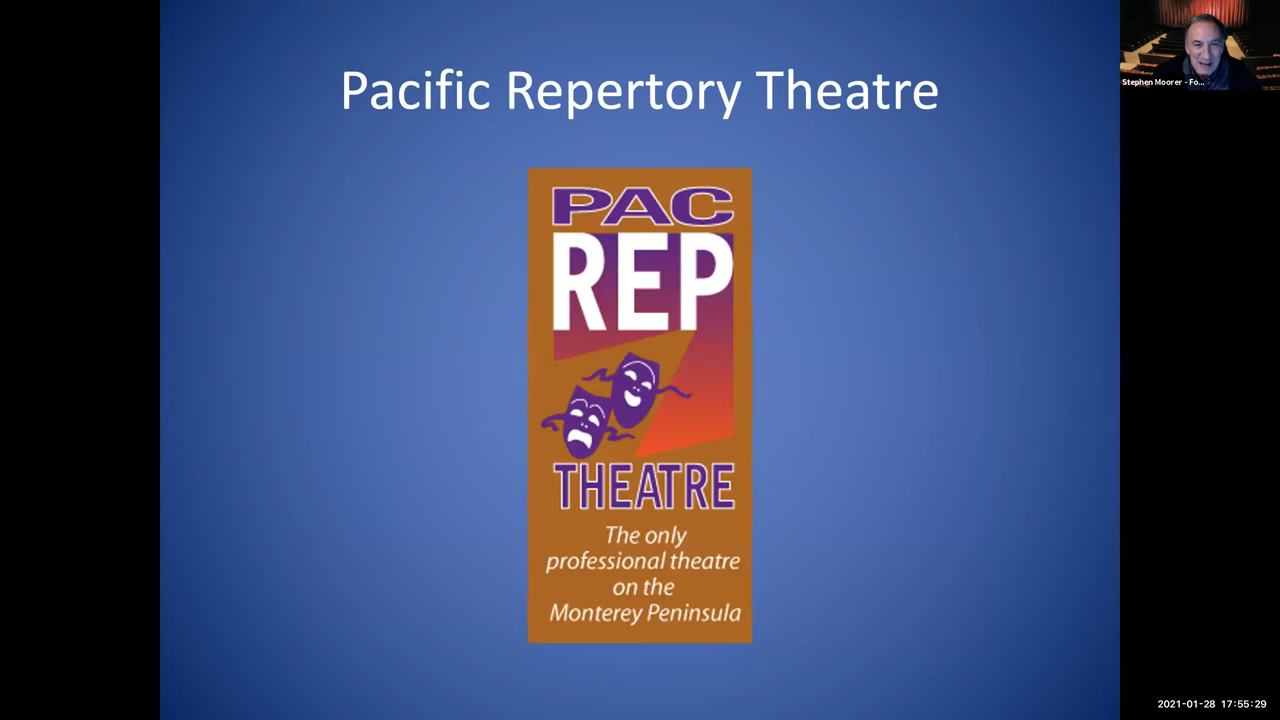 Pacific Repertory Theatre
Stephen Moorer - Fo...
PAC
REP
THEATRE
The only
professional theatre
on the
Monterey Peninsula
2021-01-28 17:55:29